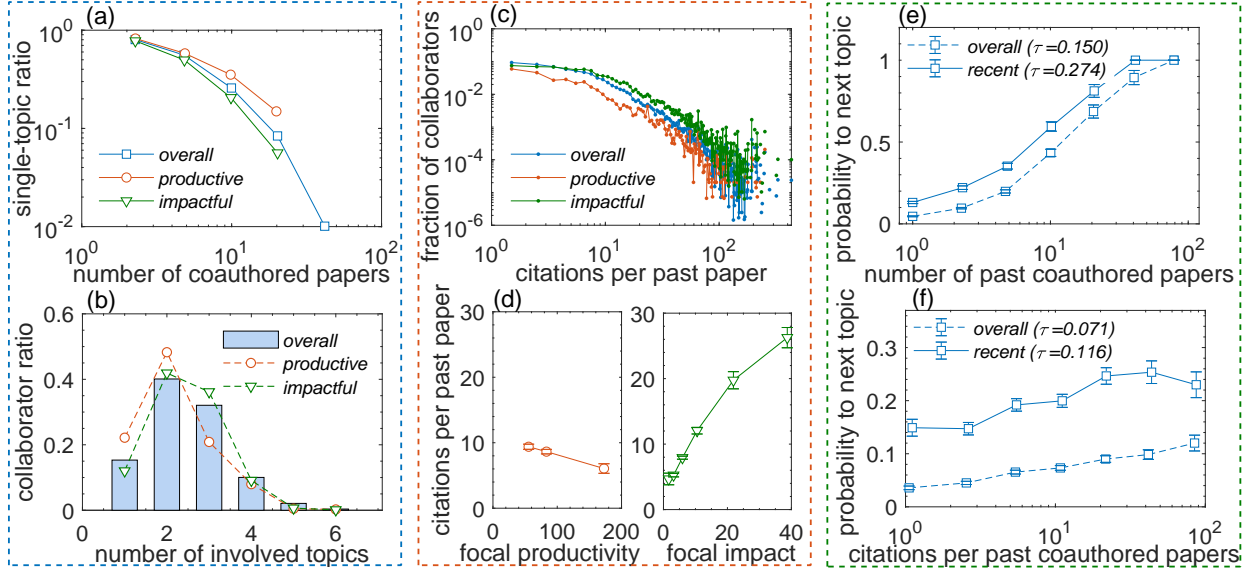 (a)
10^0
10^-1
10^-2
single-topic ratio
overall
productive
impactful
10^0
10^1
10^2
number of coauthored papers
(b)
0.6
0.4
0.2
0
collaborator ratio
overall
productive
impactful
0
2
4
6
number of involved topics
(c)
10^0
10^-2
10^-4
10^-6
fraction of collaborators
overall
productive
impactful
10^0
10^1
10^2
citations per past paper
(d)
30
20
10
0
citations per past paper
0
100
200
focal productivity
30
20
10
0
0
20
40
focal impact
(e)
1
0.5
0
probability to next topic
overall (τ=0.150)
recent (τ=0.274)
10^0
10^1
10^2
number of past coauthored papers
(f)
0.3
0.2
0.1
0
probability to next topic
overall (τ=0.071)
recent (τ=0.116)
10^0
10^1
10^2
citations per past coauthored papers